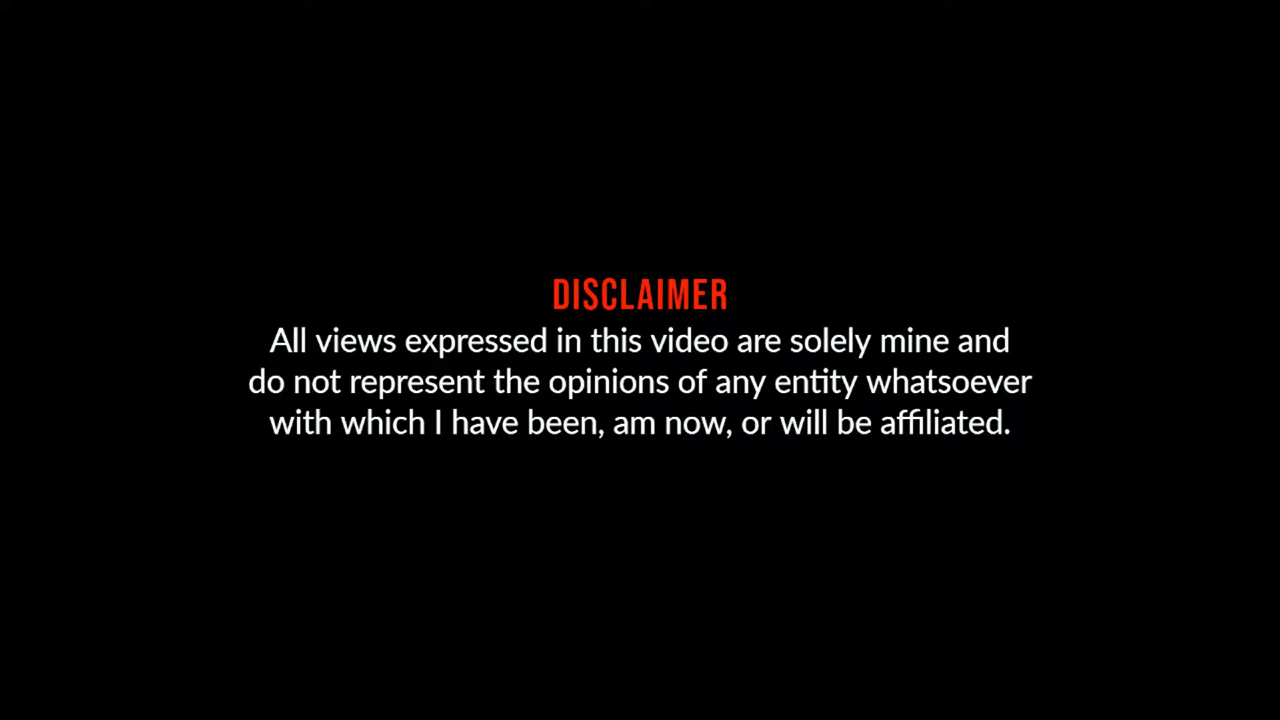 DISCLAIMER
All views expressed in this video are solely mine and
do not represent the opinions of any entity whatsoever
with which I have been, am now, or will be affiliated.